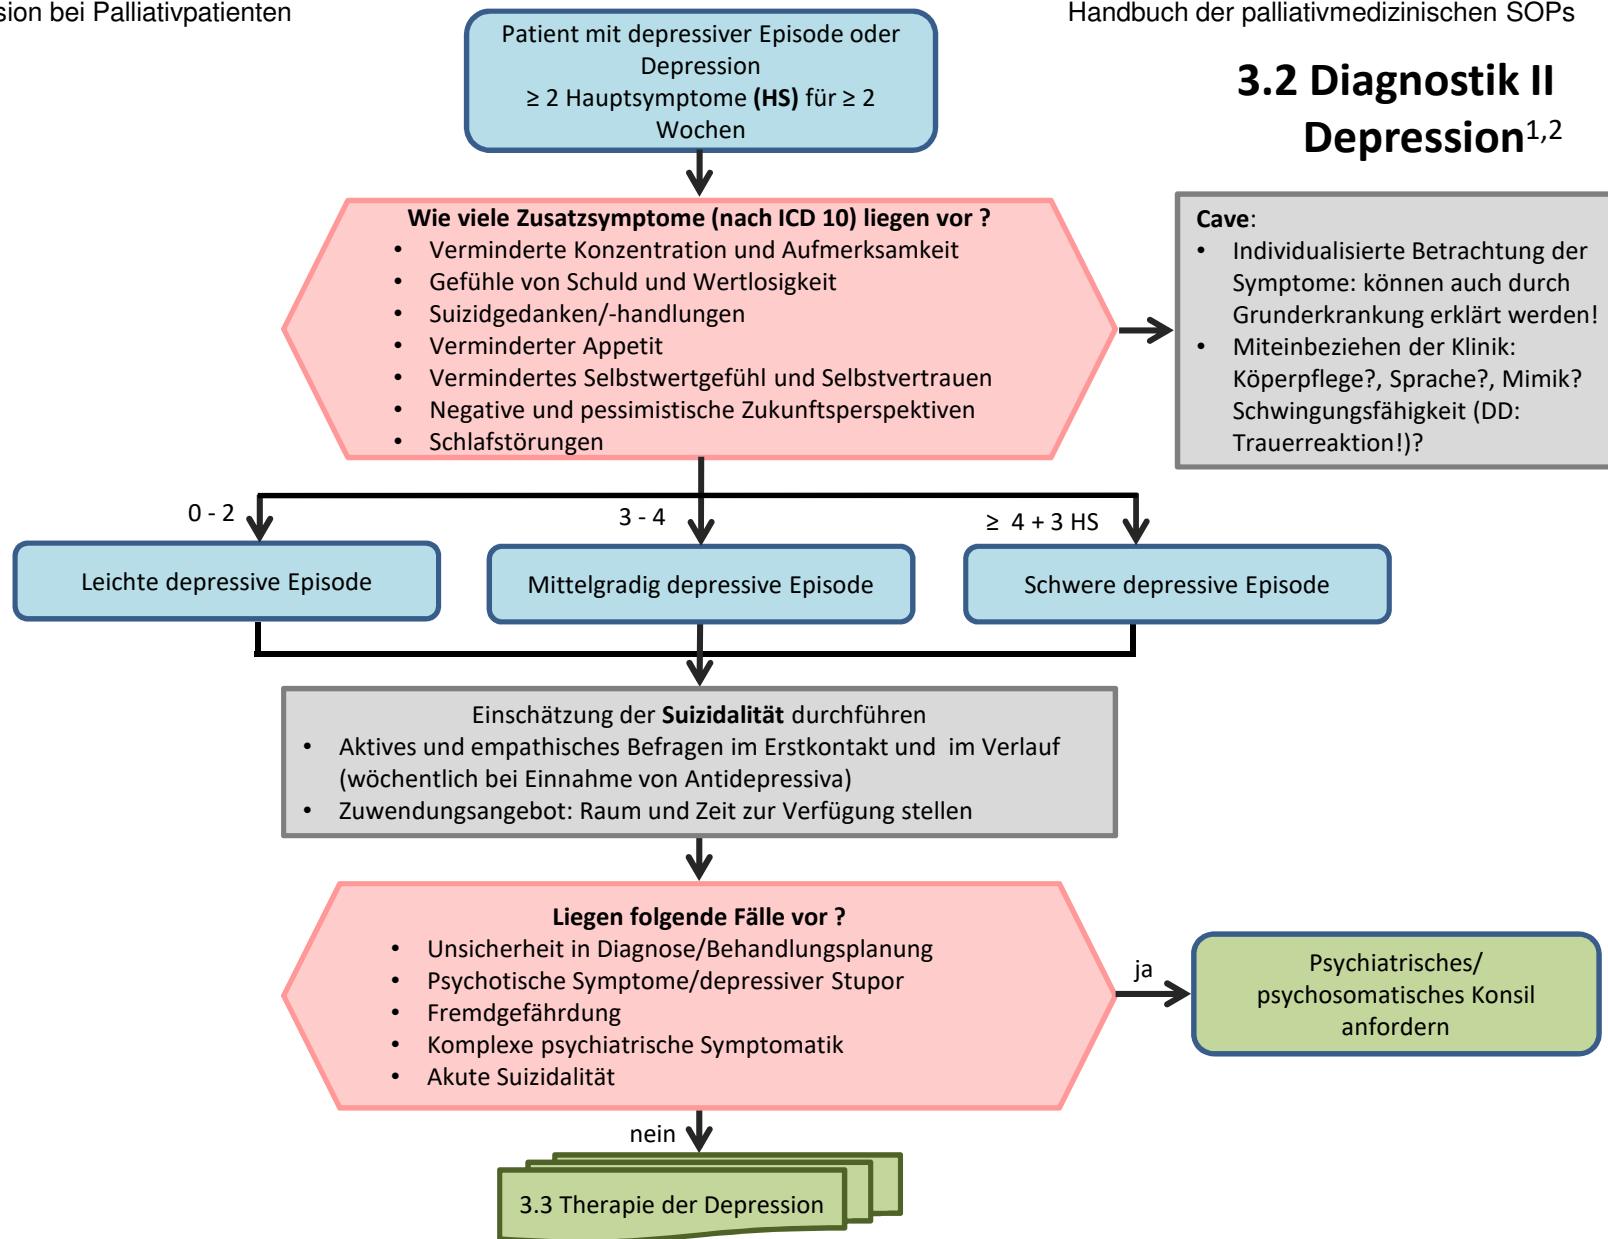 sion bei Palliativpatienten
Handbuch der palliativmedizinischen SOPs
3.2 Diagnostik II
Depression1,2
Patient mit depressiver Episode oder
Depression
≥ 2 Hauptsymptome (HS) für ≥ 2
Wochen
Wie viele Zusatzsymptome (nach ICD 10) liegen vor ?
• Verminderte Konzentration und Aufmerksamkeit
• Gefühle von Schuld und Wertlosigkeit
• Suizidgedanken/-handlungen
• Verminderter Appetit
• Vermindertes Selbstwertgefühl und Selbstvertrauen
• Negative und pessimistische Zukunftsperspektiven
• Schlafstörungen
Cave:
• Individualisierte Betrachtung der
Symptome: können auch durch
Grunderkrankung erklärt werden!
• Miteinbeziehen der Klinik:
Köperpflege?, Sprache?, Mimik?
Schwingungsfähigkeit (DD:
Trauerreaktion!)?
0 - 2
3 - 4
≥ 4 + 3 HS
Leichte depressive Episode
Mittelgradig depressive Episode
Schwere depressive Episode
Einschätzung der Suizidalität durchführen
• Aktives und empathisches Befragen im Erstkontakt und im Verlauf
(wöchentlich bei Einnahme von Antidepressiva)
• Zuwendungsangebot: Raum und Zeit zur Verfügung stellen
Liegen folgende Fälle vor ?
• Unsicherheit in Diagnose/Behandlungsplanung
• Psychotische Symptome/depressiver Stupor
• Fremdgefährdung
• Komplexe psychiatrische Symptomatik
• Akute Suizidalität
ja
Psychiatrisches/
psychosomatisches Konsil
anfordern
nein
3.3 Therapie der Depression